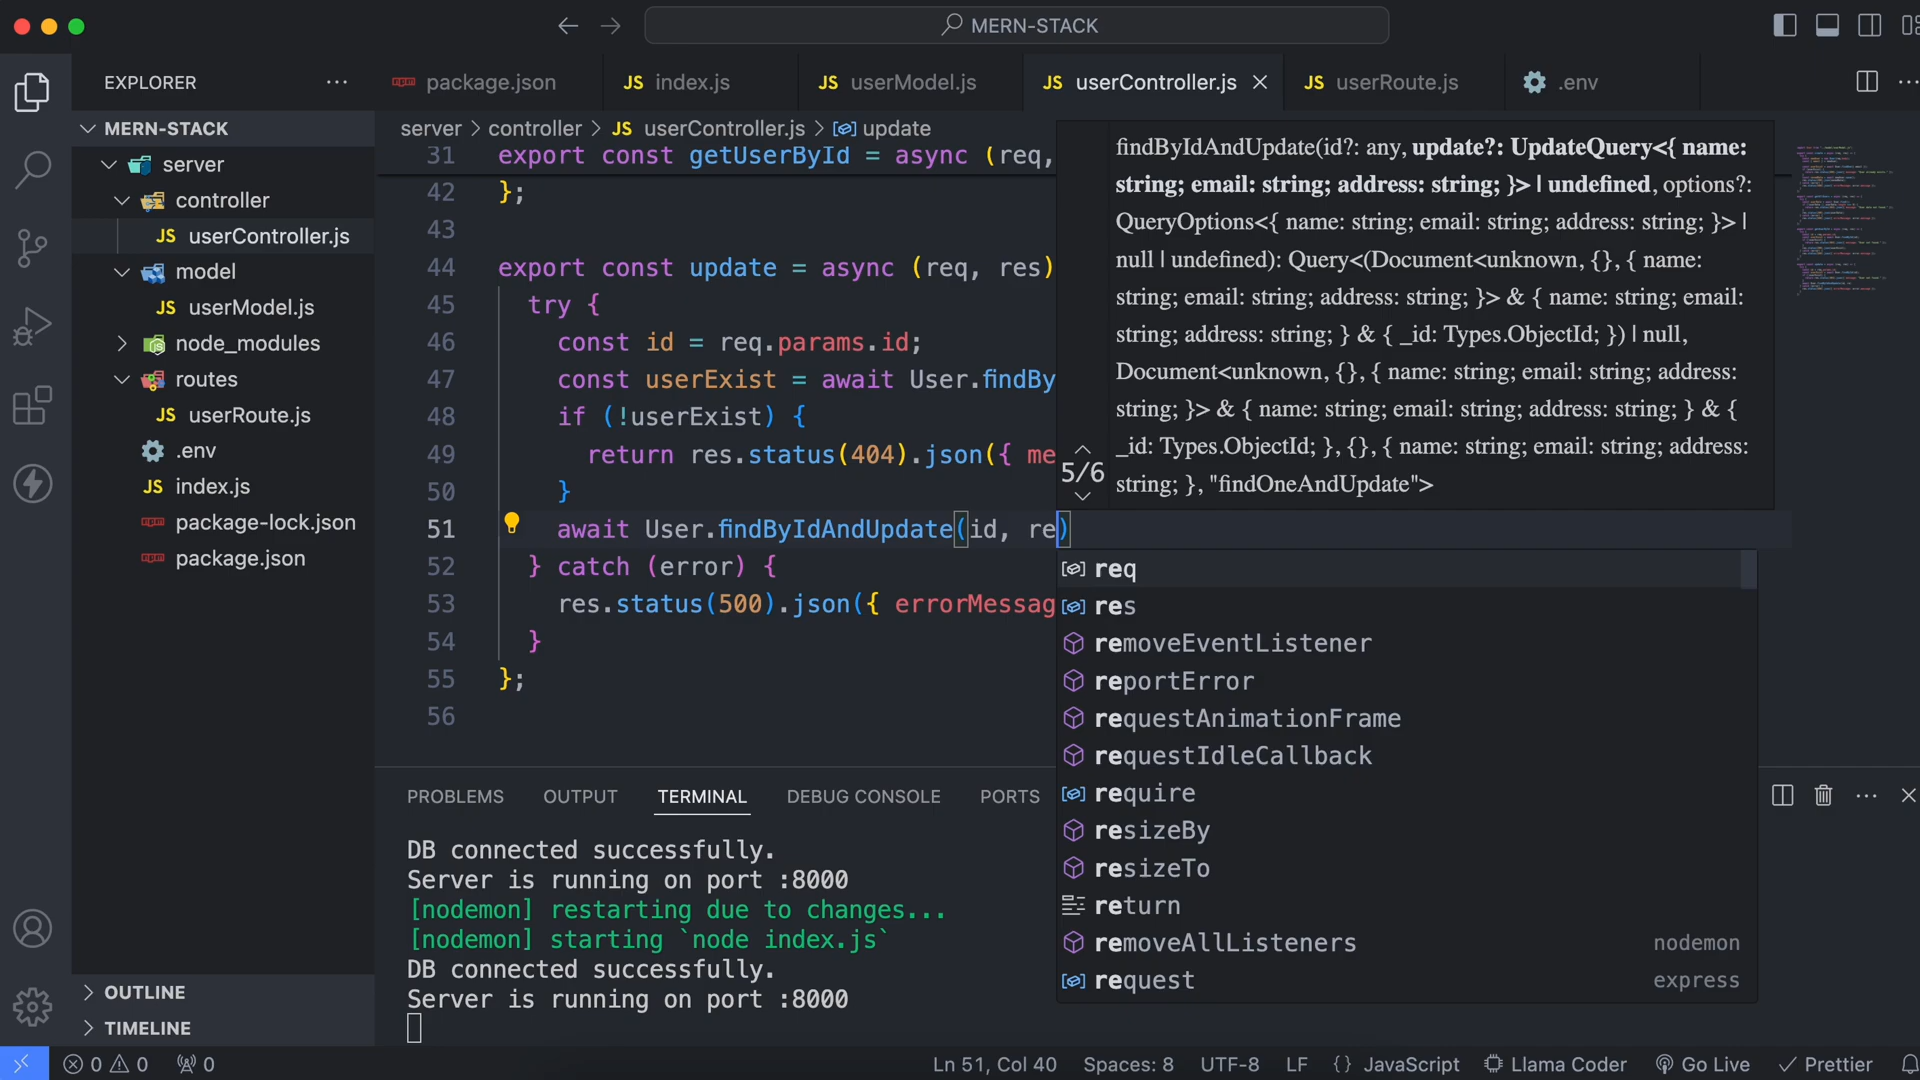 MERN-STACK
EXPLORER
package.json
JS index.js
JS userModel.js
JS userController.js
JS userRoute.js
.env
MERN-STACK
server
controller
JS userController.js
model
JS userModel.js
node_modules
routes
JS userRoute.js
.env
JS index.js
package-lock.json
package.json
OUTLINE
TIMELINE
server > controller > JS userController.js > update
31 export const getUserById = async (req,
42 };
43
44 export const update = async (req, res)
45 try {
46 const id = req.params.id;
47 const userExist = await User.findBy
48 if (!userExist) {
49 return res.status(404).json({ me
50 }
51 await User.findByIdAndUpdate(id, re)
52 } catch (error) {
53 res.status(500).json({ errorMessag
54 }
55 };
56
findByIdAndUpdate(id?: any, update?: UpdateQuery<{ name:
string; email: string; address: string; }> | undefined, options?:
QueryOptions<{ name: string; email: string; address: string; }> |
null | undefined): Query<(Document<unknown, {}, { name:
string; email: string; address: string; }> & { name: string; email:
string; address: string; } & { _id: Types.ObjectId; }) | null,
Document<unknown, {}, { name: string; email: string; address:
string; }> & { name: string; email: string; address: string; } & {
_id: Types.ObjectId; }, {}, { name: string; email: string; address:
string; }, "findOneAndUpdate">
5/6
req
res
removeEventListener
reportError
requestAnimationFrame
requestIdleCallback
require
resizeBy
resizeTo
return
removeAllListeners nodemon
request express
PROBLEMS OUTPUT TERMINAL DEBUG CONSOLE PORTS
DB connected successfully.
Server is running on port :8000
[nodemon] restarting due to changes...
[nodemon] starting `node index.js`
DB connected successfully.
Server is running on port :8000
0 0 0 Ln 51, Col 40 Spaces: 8 UTF-8 LF {} JavaScript Llama Coder Go Live Prettier